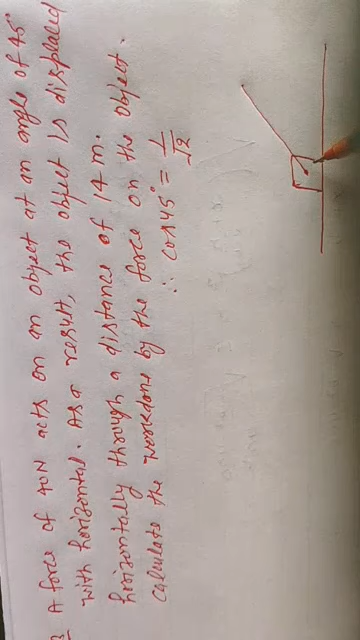 A force of 40N acts on an object at an angle of 45°
with horizontal. As a result, the object is displaced
horizontally through a distance of 14 m.
calculate the workdone by the force on the object.
∵ cos 45° = 1/√2